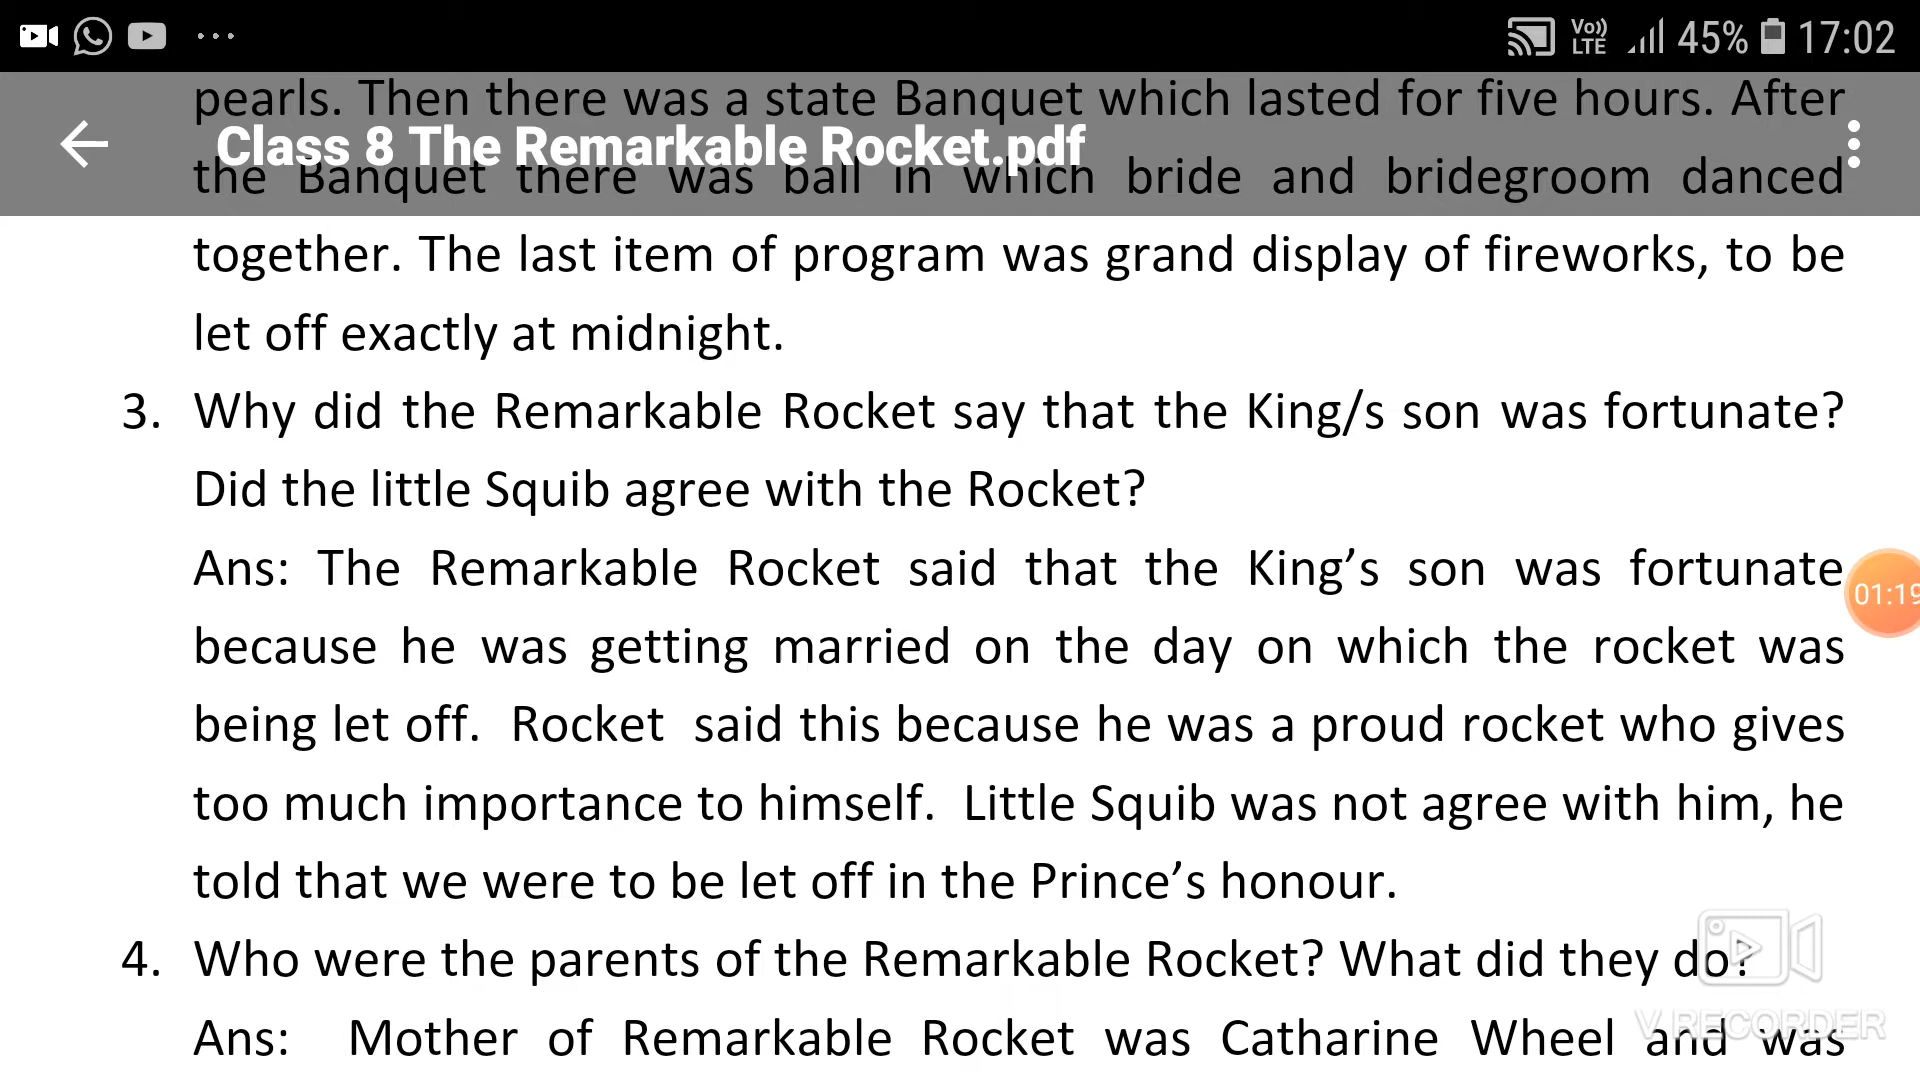 Vo))
LTE
45%
17:02
pearls. Then there was a state Banquet which lasted for five hours. After
Class 8 The Remarkable Rocket.pdf
the Banquet there was ball in which bride and bridegroom danced
together. The last item of program was grand display of fireworks, to be
let off exactly at midnight.
3. Why did the Remarkable Rocket say that the King/s son was fortunate?
Did the little Squib agree with the Rocket?
Ans: The Remarkable Rocket said that the King’s son was fortunate
01:19
because he was getting married on the day on which the rocket was
being let off. Rocket said this because he was a proud rocket who gives
too much importance to himself. Little Squib was not agree with him, he
told that we were to be let off in the Prince’s honour.
4. Who were the parents of the Remarkable Rocket? What did they do?
V RECORDER
Ans: Mother of Remarkable Rocket was Catharine Wheel and was